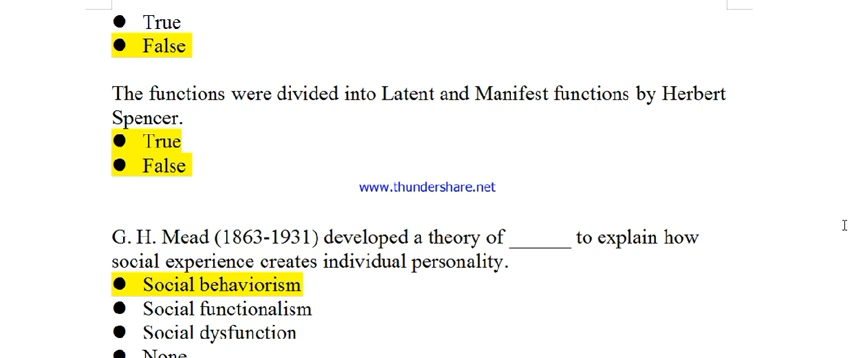 ● True
● False
The functions were divided into Latent and Manifest functions by Herbert
Spencer.
● True
● False
www.thundershare.net
G. H. Mead (1863-1931) developed a theory of ______ to explain how
social experience creates individual personality.
● Social behaviorism
● Social functionalism
● Social dysfunction
● None